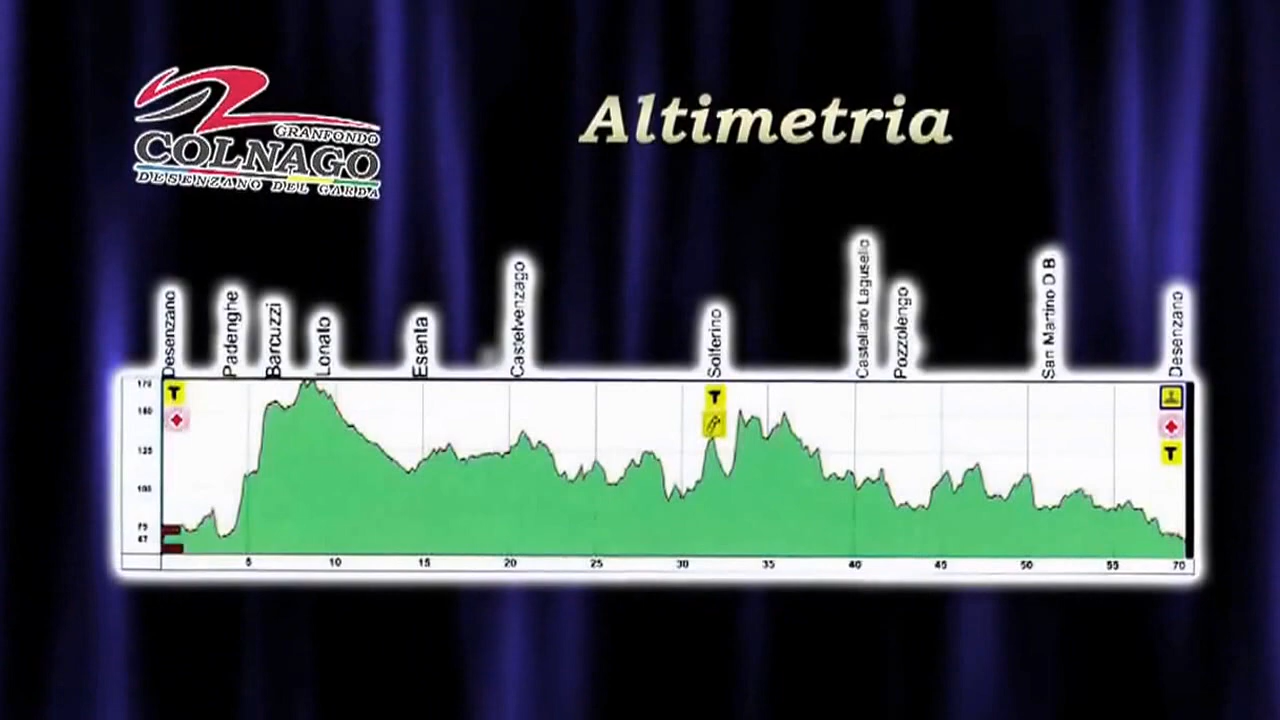 GRANFONDO
COLNAGO
DESENZANO DEL GARDA
Altimetria
Desenzano
Padenghe
Barcuzzi
Lonato
Esenta
Castelvenzago
Solferino
Castellaro Lagusello
Pozzolengo
San Martino D B
Desenzano
T
T
T
150
125
100
75
67
5 10 15 20 25 30 35 40 45 50 55 70